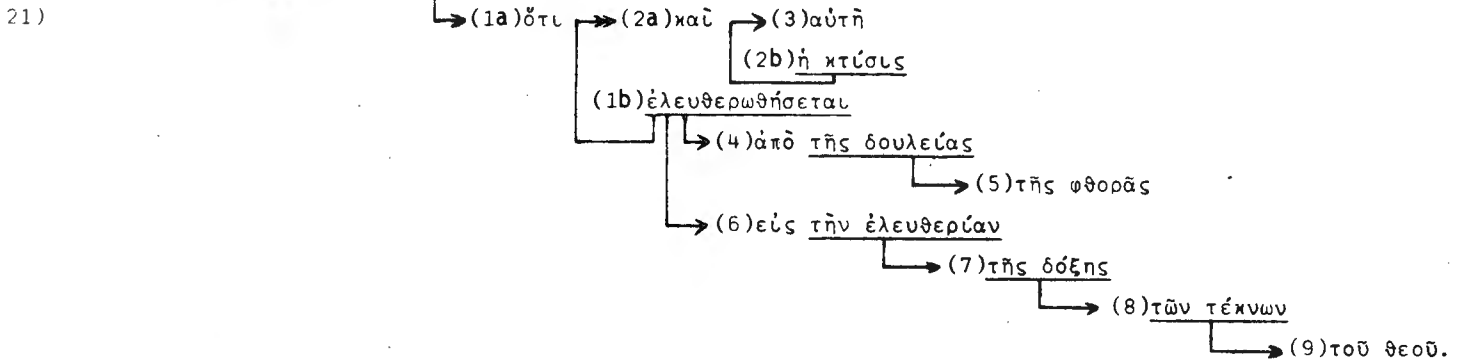 21) (1a)ὅτι (2a)καὶ (3)αὐτὴ
(2b)ἡ κτίσις
(1b)ἐλευθερωθήσεται
(4)ἀπὸ τῆς δουλείας
(5)τῆς φθορᾶς
(6)εἰς τὴν ἐλευθερίαν
(7)τῆς δόξης
(8)τῶν τέκνων
(9)τοῦ θεοῦ.